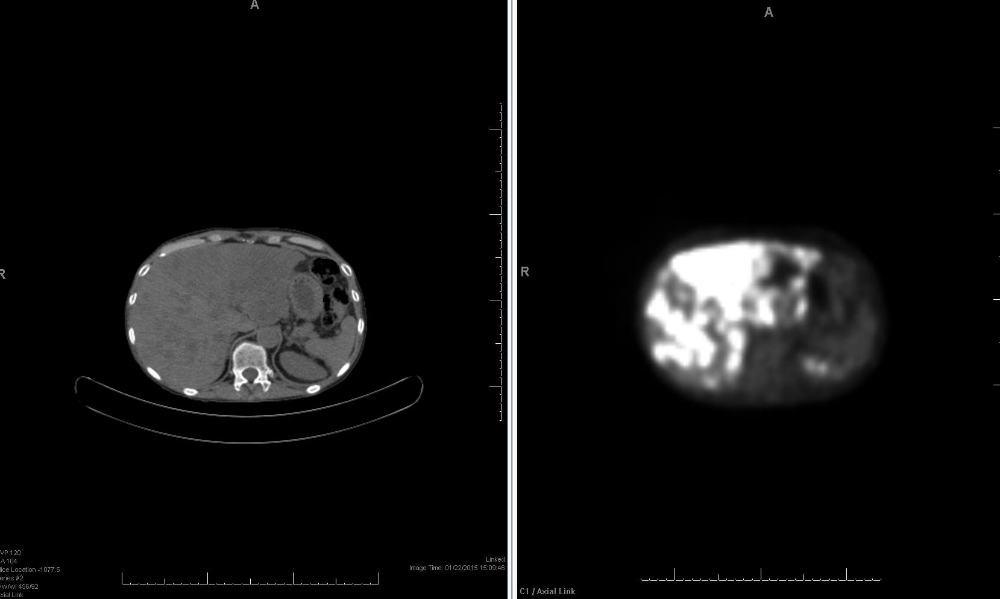 A
R
VP 120
A 104
lice Location -1077.5
eries #2
w/wl 456/92
xial Link
Linked
Image Time: 01/22/2015 15:09:46
A
R
C1 / Axial Link